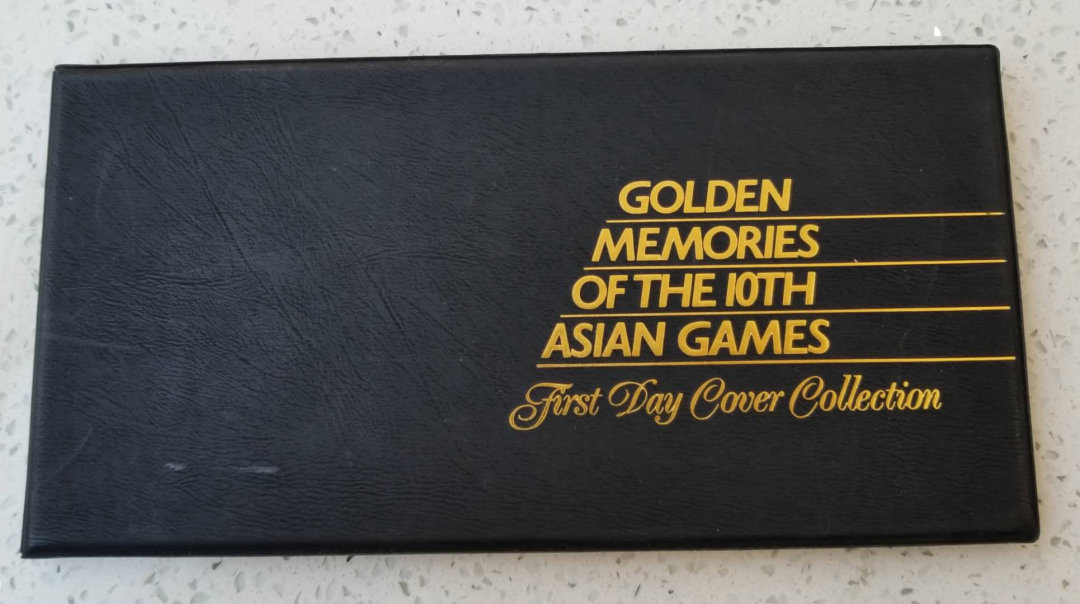 GOLDEN
MEMORIES
OF THE 10TH
ASIAN GAMES
First Day Cover Collection